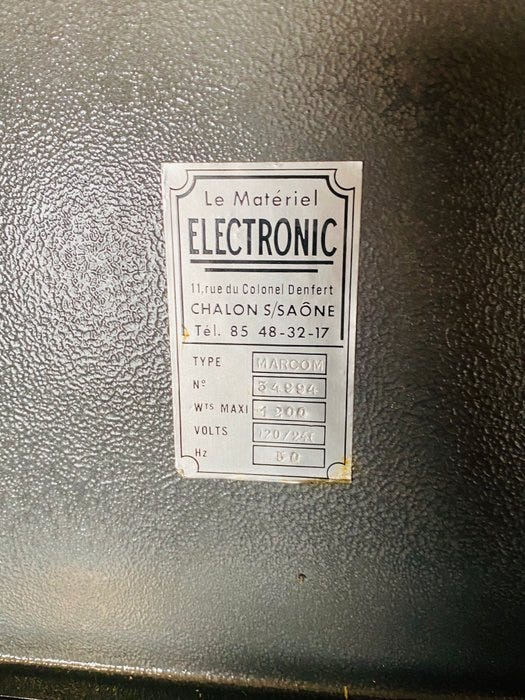 Le Matériel
ELECTRONIC
11, rue du Colonel Denfert
CHALON S/SAÔNE
Tél. 85 48-32-17
TYPE MARCOM
N° 34994
WTS MAXI 1200
VOLTS
Hz 50